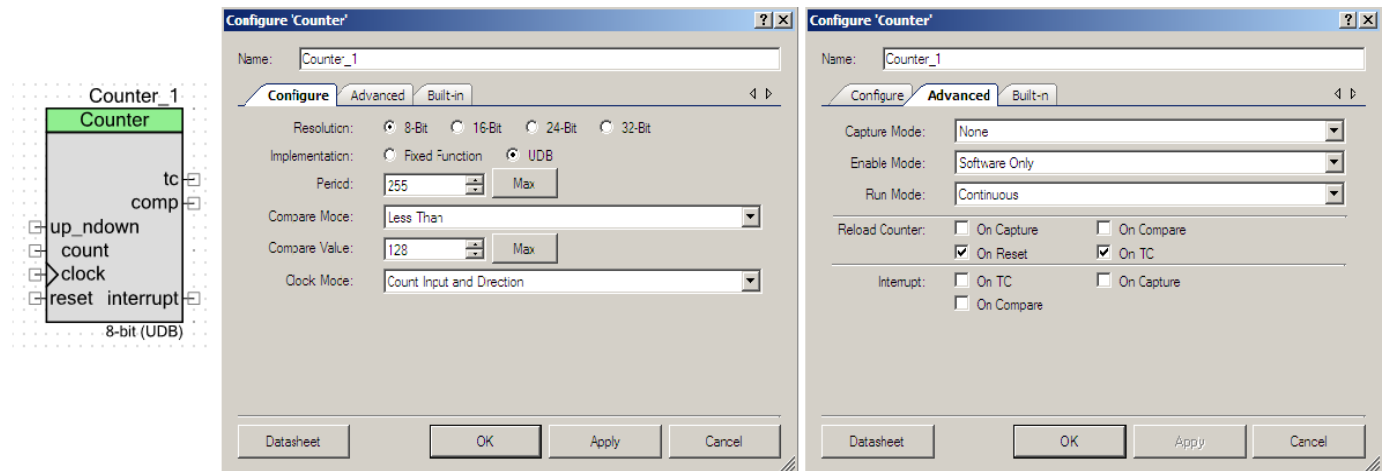 Counter_1
Counter
tc
comp
up_ndown
count
clock
reset interrupt
8-bit (UDB)
Configure 'Counter'
Name: Counter_1
Configure Advanced Built-in
Resolution: 8-Bit 16-Bit 24-Bit 32-Bit
Implementation: Fixed Function UDB
Period: 255 Max
Compare Mode: Less Than
Compare Value: 128 Max
Clock Mode: Count Input and Direction
Datasheet OK Apply Cancel
Configure 'Counter'
Name: Counter_1
Configure Advanced Built-n
Capture Mode: None
Enable Mode: Software Only
Run Mode: Continuous
Reload Counter: On Capture On Compare
On Reset On TC
Interrupt: On TC On Capture
On Compare
Datasheet OK Apply Cancel